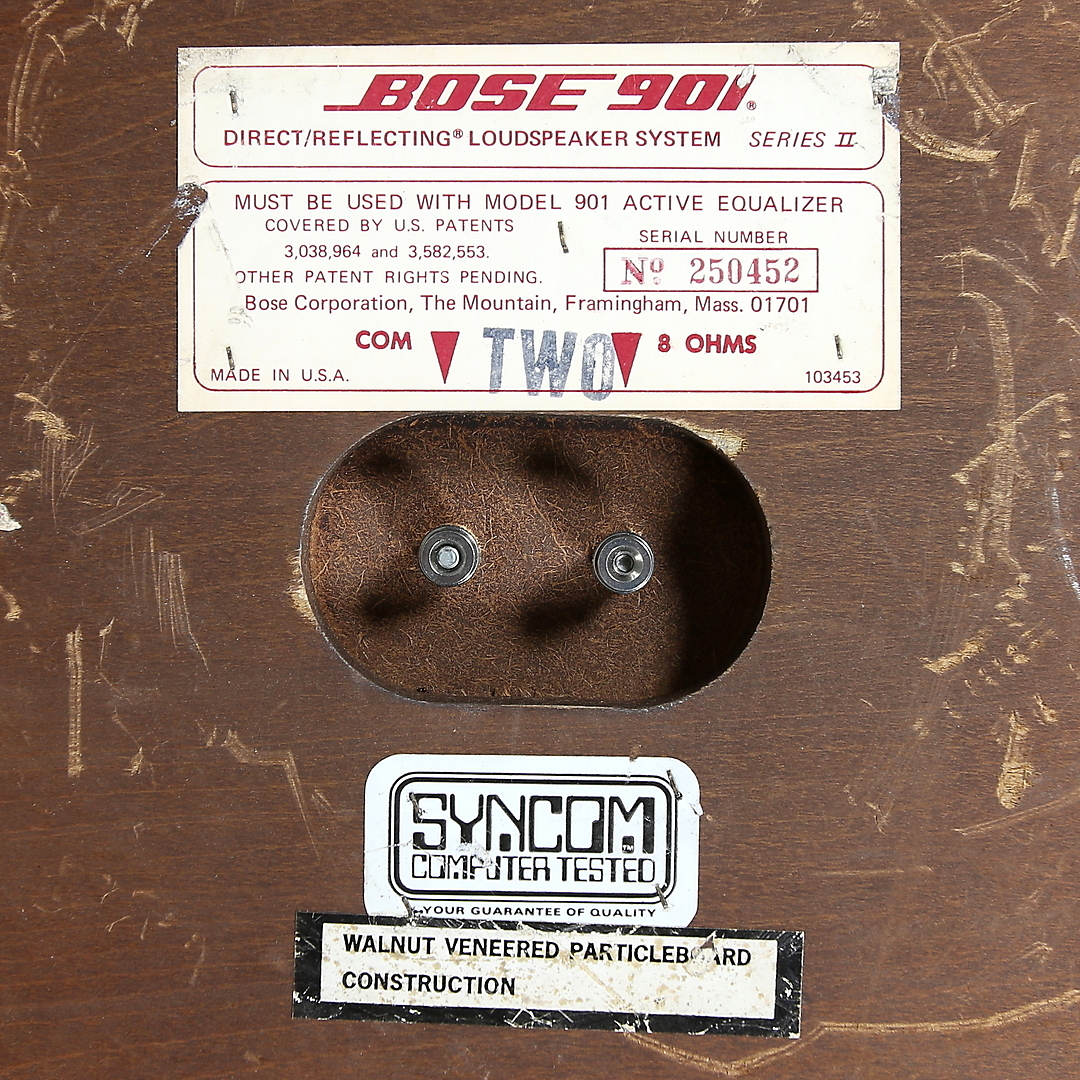 BOSE 901®
DIRECT/REFLECTING® LOUDSPEAKER SYSTEM SERIES II
MUST BE USED WITH MODEL 901 ACTIVE EQUALIZER
COVERED BY U.S. PATENTS
3,038,964 and 3,582,553.
OTHER PATENT RIGHTS PENDING.
SERIAL NUMBER
Nº 250452
Bose Corporation, The Mountain, Framingham, Mass. 01701
COM TWO 8 OHMS
MADE IN U.S.A. 103453
SYNCOM™
COMPUTER TESTED
YOUR GUARANTEE OF QUALITY
WALNUT VENEERED PARTICLEBOARD
CONSTRUCTION